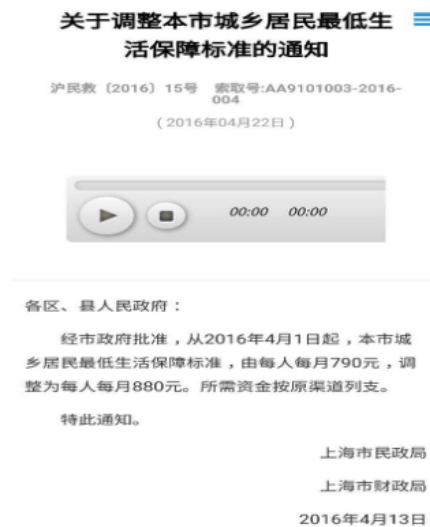 关于调整本市城乡居民最低生
活保障标准的通知
沪民救〔2016〕15号 索取号:AA9101003-2016-
004
(2016年04月22日)
00:00 00:00
各区、县人民政府：
经市政府批准，从2016年4月1日起，本市城
乡居民最低生活保障标准，由每人每月790元，调
整为每人每月880元。所需资金按原渠道列支。
特此通知。
上海市民政局
上海市财政局
2016年4月13日